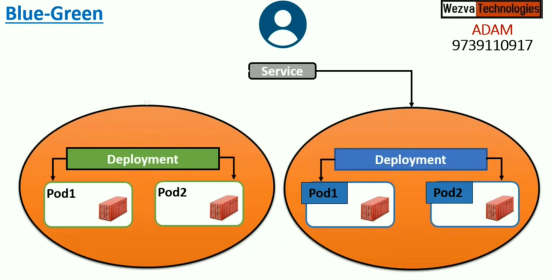 Blue-Green
Wezva Technologies
ADAM
9739110917
Service
Deployment
Pod1
Pod2
Deployment
Pod1
Pod2